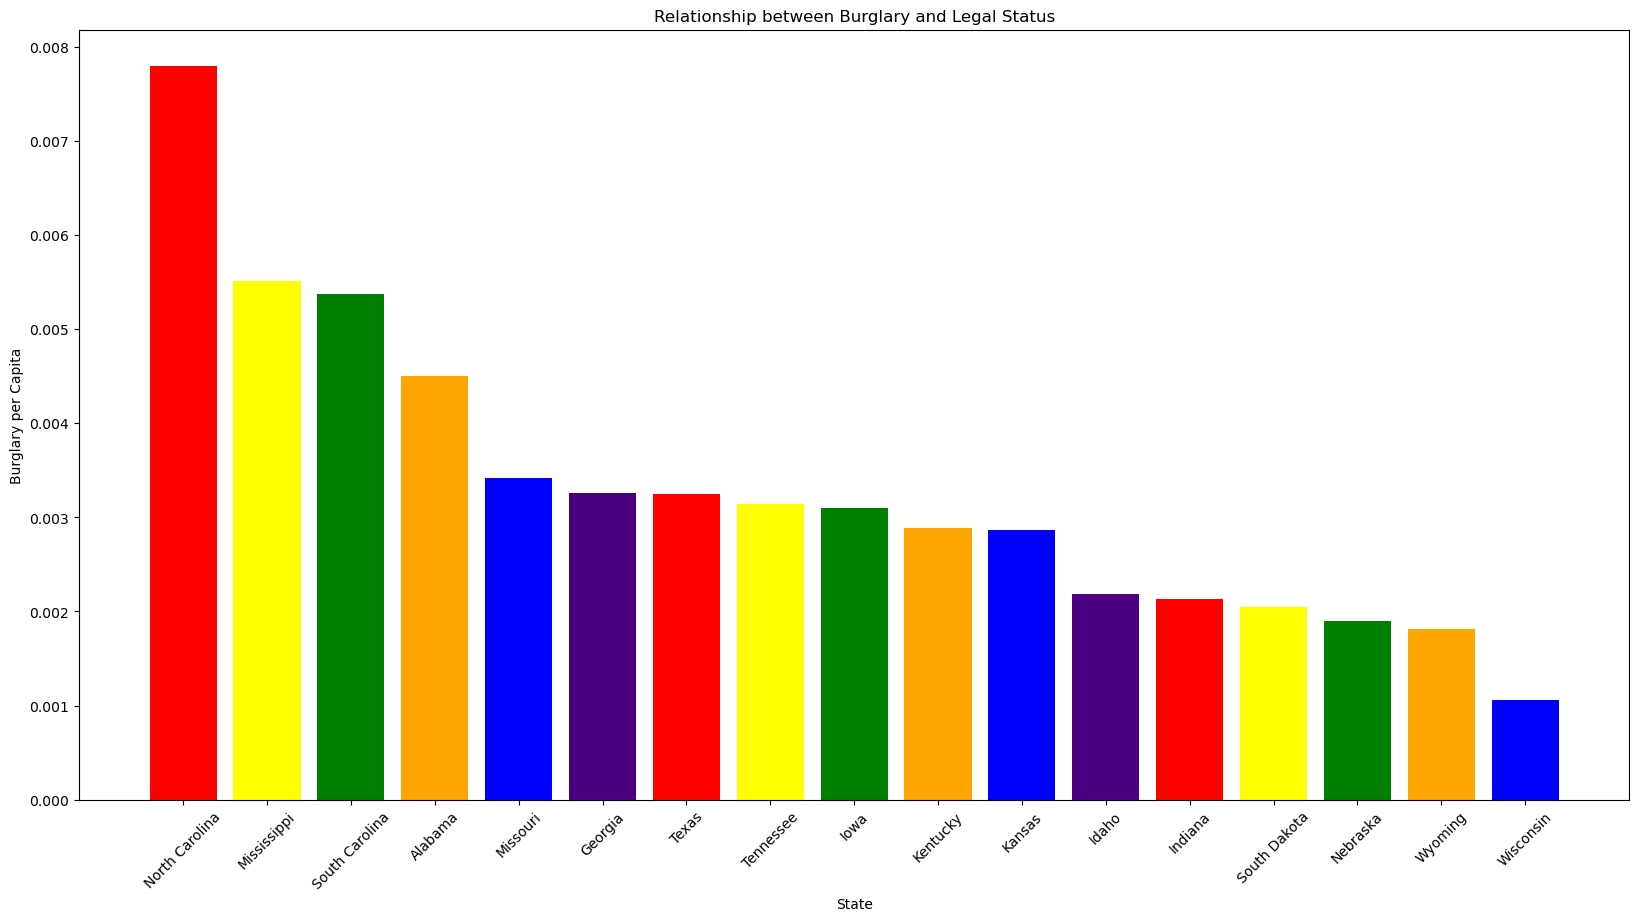 Relationship between Burglary and Legal Status
Burglary per Capita
0.008
0.007
0.006
0.005
0.004
0.003
0.002
0.001
0.000
North Carolina
Mississippi
South Carolina
Alabama
Missouri
Georgia
Texas
Tennessee
Iowa
Kentucky
Kansas
Idaho
Indiana
South Dakota
Nebraska
Wyoming
Wisconsin
State